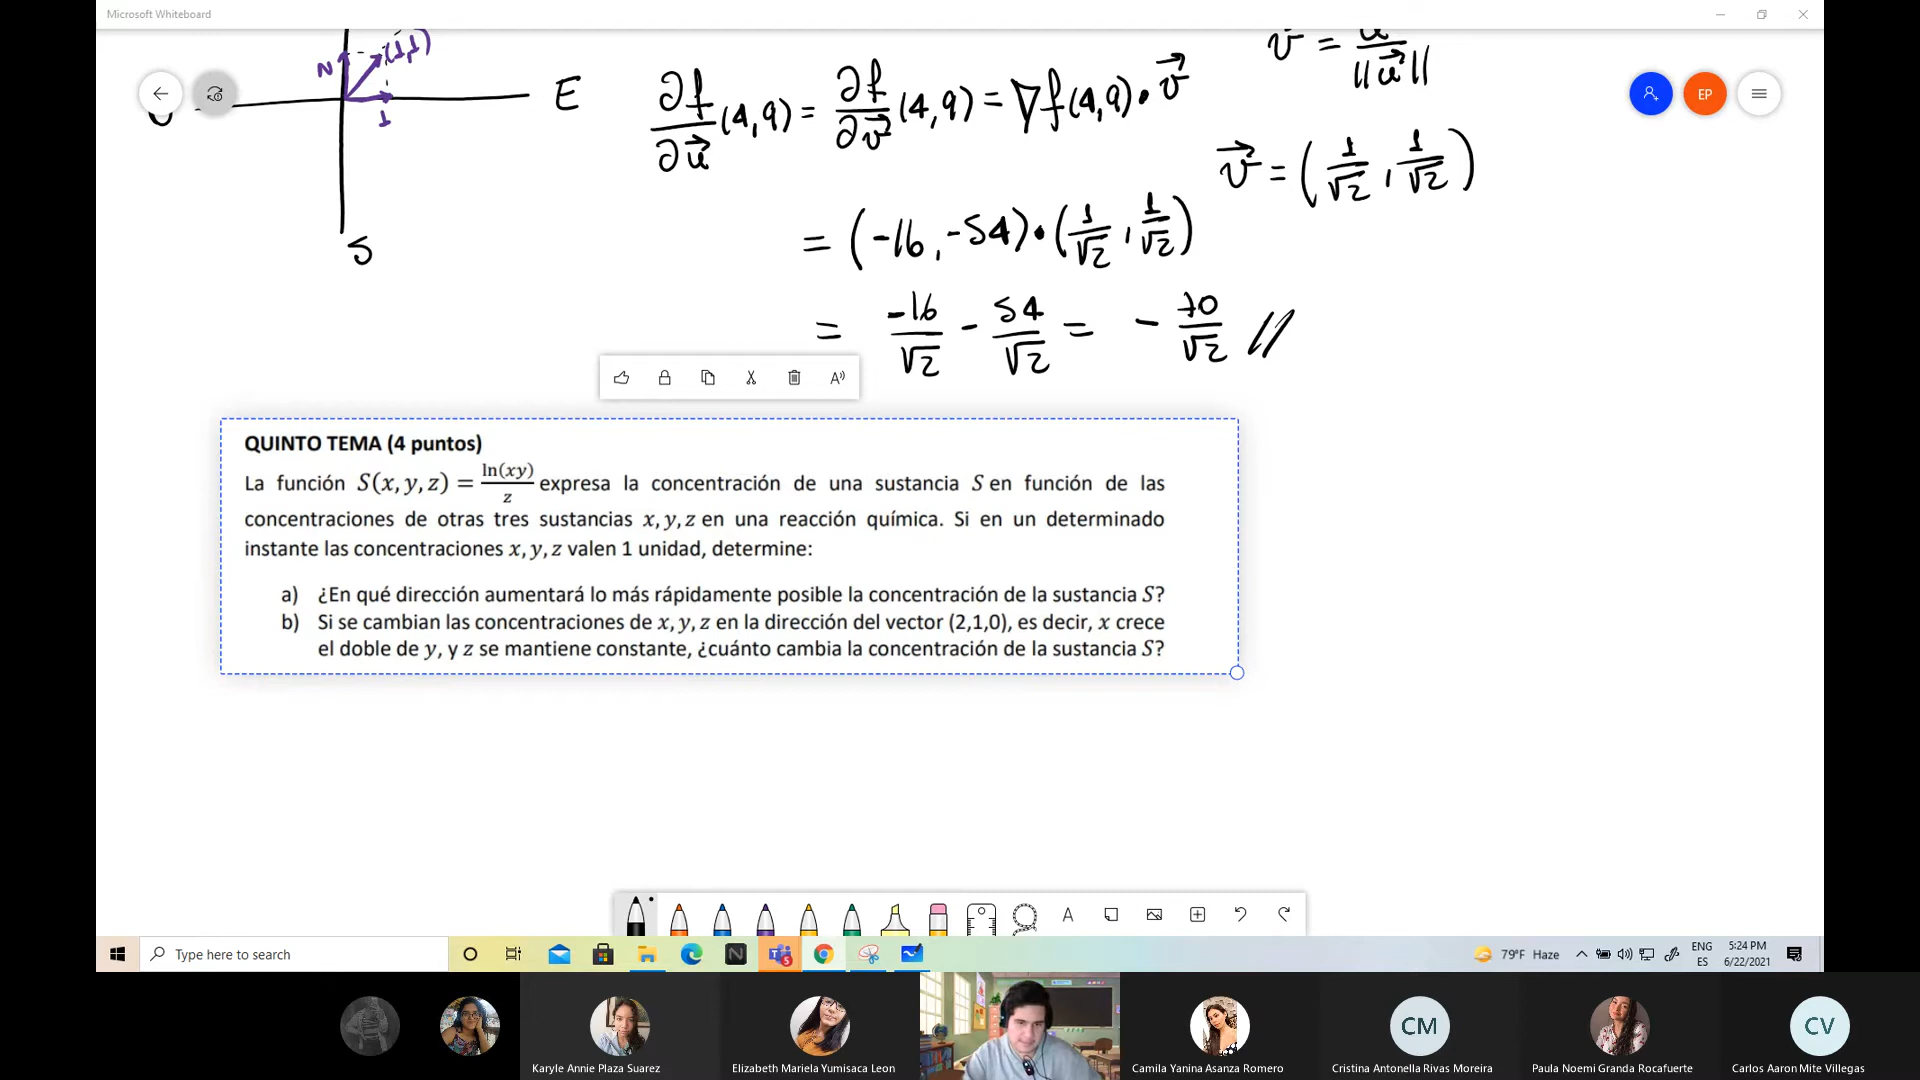 Microsoft Whiteboard
N
(1,1)
1
E
S
∂f/∂u⃗ (4,9) = ∂f/∂v⃗ (4,9) = ∇f(4,9)•v⃗
v⃗ = u⃗/||u⃗||
v⃗ = (1/√2, 1/√2)
= (-16, -54)•(1/√2, 1/√2)
= -16/√2 - 54/√2 = - 70/√2 //
EP
QUINTO TEMA (4 puntos)
La función S(x, y, z) = ln(xy)/z expresa la concentración de una sustancia S en función de las
concentraciones de otras tres sustancias x, y, z en una reacción química. Si en un determinado
instante las concentraciones x, y, z valen 1 unidad, determine:
a) ¿En qué dirección aumentará lo más rápidamente posible la concentración de la sustancia S?
b) Si se cambian las concentraciones de x, y, z en la dirección del vector (2,1,0), es decir, x crece
el doble de y, y z se mantiene constante, ¿cuánto cambia la concentración de la sustancia S?
Type here to search
79°F Haze
ENG
ES
5:24 PM
6/22/2021
CM
CV
Karyle Annie Plaza Suarez
Elizabeth Mariela Yumisaca Leon
Camila Yanina Asanza Romero
Cristina Antonella Rivas Moreira
Paula Noemi Granda Rocafuerte
Carlos Aaron Mite Villegas